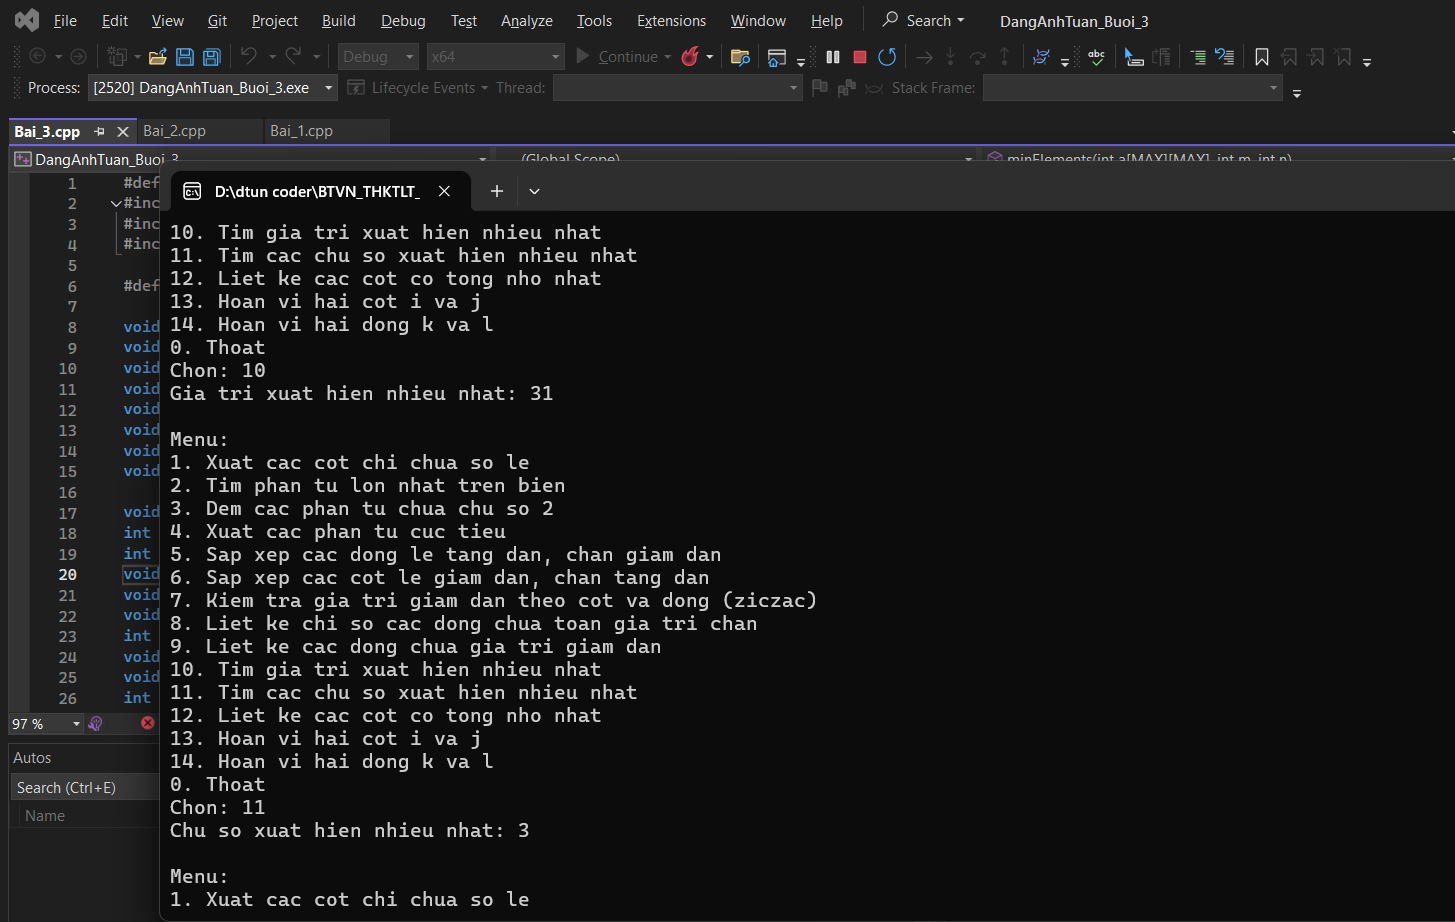 File Edit View Git Project Build Debug Test Analyze Tools Extensions Window Help Search DangAnhTuan_Buoi_3
Debug x64 Continue
Process: [2520] DangAnhTuan_Buoi_3.exe Lifecycle Events Thread: Stack Frame:
Bai_3.cpp Bai_2.cpp Bai_1.cpp
DangAnhTuan_Buoi_3 (Global Scope) minElements(int a[MAX][MAX], int m, int n)
D:\dtun coder\BTVN_THKTLT_
1 #def
2 #inc
3 #inc
4 #inc
5
6 #def
7
8 void
9 void
10 void
11 void
12 void
13 void
14 void
15 void
16
17 void
18 int
19 int
20 void
21 void
22 void
23 int
24 void
25 void
26 int
97 %
Autos
Search (Ctrl+E)
Name
10. Tim gia tri xuat hien nhieu nhat
11. Tim cac chu so xuat hien nhieu nhat
12. Liet ke cac cot co tong nho nhat
13. Hoan vi hai cot i va j
14. Hoan vi hai dong k va l
0. Thoat
Chon: 10
Gia tri xuat hien nhieu nhat: 31
Menu:
1. Xuat cac cot chi chua so le
2. Tim phan tu lon nhat tren bien
3. Dem cac phan tu chua chu so 2
4. Xuat cac phan tu cuc tieu
5. Sap xep cac dong le tang dan, chan giam dan
6. Sap xep cac cot le giam dan, chan tang dan
7. Kiem tra gia tri giam dan theo cot va dong (ziczac)
8. Liet ke chi so cac dong chua toan gia tri chan
9. Liet ke cac dong chua gia tri giam dan
10. Tim gia tri xuat hien nhieu nhat
11. Tim cac chu so xuat hien nhieu nhat
12. Liet ke cac cot co tong nho nhat
13. Hoan vi hai cot i va j
14. Hoan vi hai dong k va l
0. Thoat
Chon: 11
Chu so xuat hien nhieu nhat: 3
Menu:
1. Xuat cac cot chi chua so le